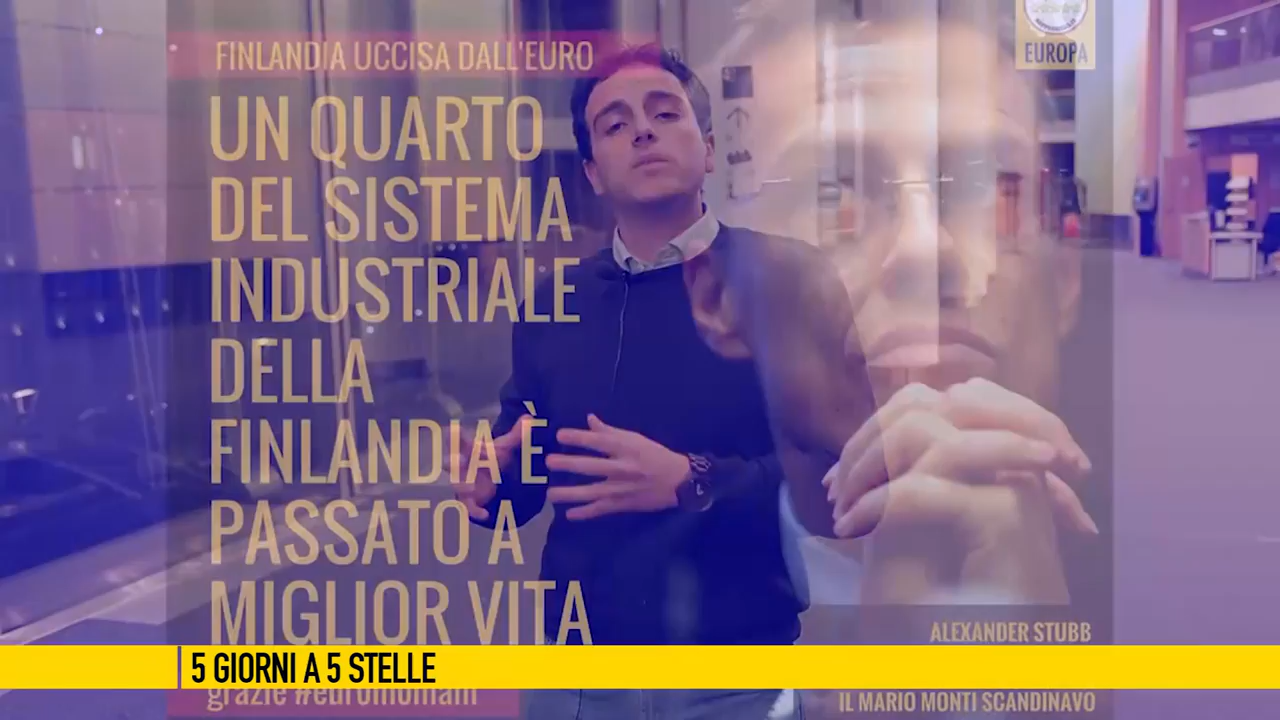 FINLANDIA UCCISA DALL'EURO
EUROPA
UN QUARTO
DEL SISTEMA
INDUSTRIALE
DELLA
FINLANDIA È
PASSATO A
MIGLIOR VITA
ALEXANDER STUBB
5 GIORNI A 5 STELLE
grazie
IL MARIO MONTI SCANDINAVO